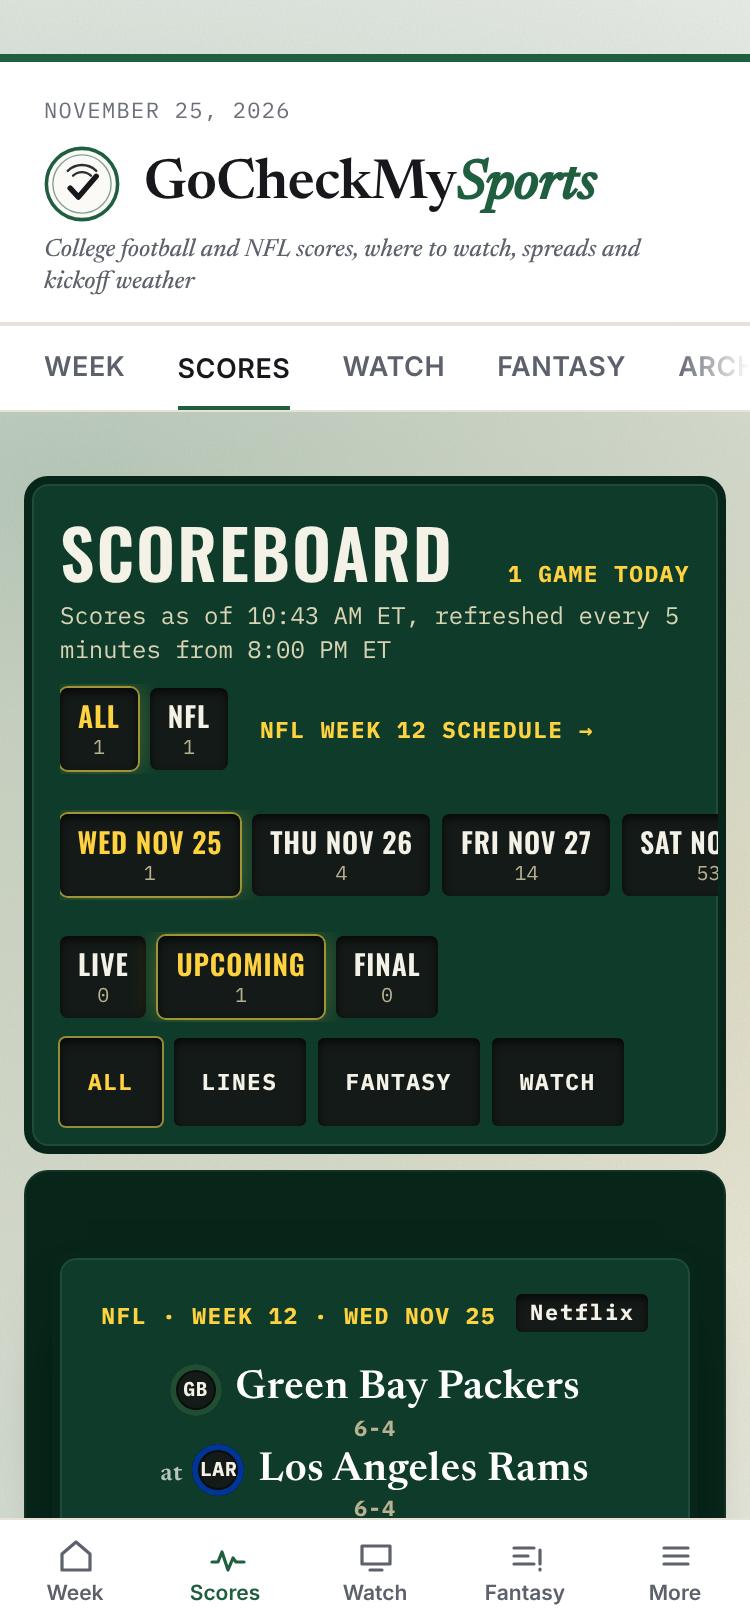 NOVEMBER 25, 2026
GoCheckMySports
College football and NFL scores, where to watch, spreads and
kickoff weather
WEEK SCORES WATCH FANTASY ARCH
SCOREBOARD 1 GAME TODAY
Scores as of 10:43 AM ET, refreshed every 5
minutes from 8:00 PM ET
ALL NFL NFL WEEK 12 SCHEDULE →
1 1
WED NOV 25 THU NOV 26 FRI NOV 27 SAT NO
1 4 14 53
LIVE UPCOMING FINAL
0 1 0
ALL LINES FANTASY WATCH
NFL · WEEK 12 · WED NOV 25 Netflix
GB Green Bay Packers
6-4
at LAR Los Angeles Rams
6-4
Week Scores Watch Fantasy More